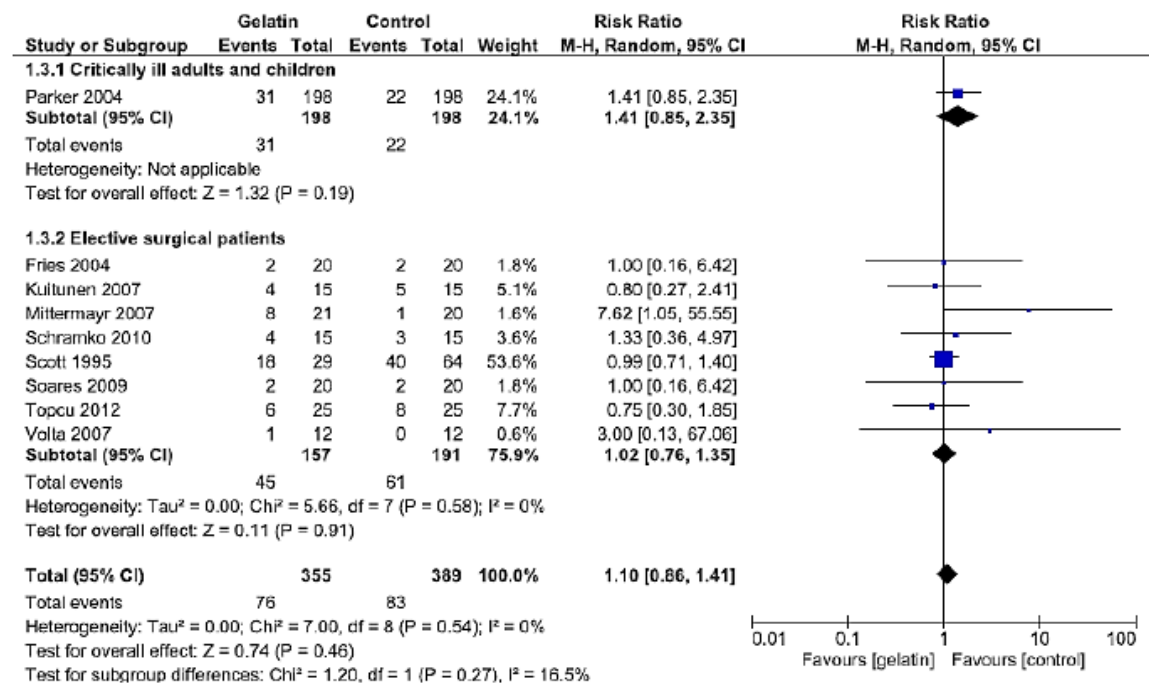 Gelatin Control Risk Ratio Risk Ratio
Study or Subgroup Events Total Events Total Weight M-H, Random, 95% CI M-H, Random, 95% CI
1.3.1 Critically ill adults and children
Parker 2004 31 198 22 198 24.1% 1.41 [0.85, 2.35]
Subtotal (95% CI) 198 198 24.1% 1.41 [0.85, 2.35]
Total events 31 22
Heterogeneity: Not applicable
Test for overall effect: Z = 1.32 (P = 0.19)
1.3.2 Elective surgical patients
Fries 2004 2 20 2 20 1.8% 1.00 [0.16, 6.42]
Kuitunen 2007 4 15 5 15 5.1% 0.80 [0.27, 2.41]
Mittermayr 2007 8 21 1 20 1.6% 7.62 [1.05, 55.55]
Schramko 2010 4 15 3 15 3.6% 1.33 [0.36, 4.97]
Scott 1995 18 29 40 64 53.6% 0.99 [0.71, 1.40]
Soares 2009 2 20 2 20 1.8% 1.00 [0.16, 6.42]
Topcu 2012 6 25 8 25 7.7% 0.75 [0.30, 1.85]
Volta 2007 1 12 0 12 0.6% 3.00 [0.13, 67.06]
Subtotal (95% CI) 157 191 75.9% 1.02 [0.76, 1.35]
Total events 45 61
Heterogeneity: Tau² = 0.00; Chi² = 5.66, df = 7 (P = 0.58); I² = 0%
Test for overall effect: Z = 0.11 (P = 0.91)
Total (95% CI) 355 389 100.0% 1.10 [0.86, 1.41]
Total events 76 83
Heterogeneity: Tau² = 0.00; Chi² = 7.00, df = 8 (P = 0.54); I² = 0%
Test for overall effect: Z = 0.74 (P = 0.46)
Test for subgroup differences: Chi² = 1.20, df = 1 (P = 0.27), I² = 16.5%
0.01 0.1 1 10 100
Favours [gelatin] Favours [control]